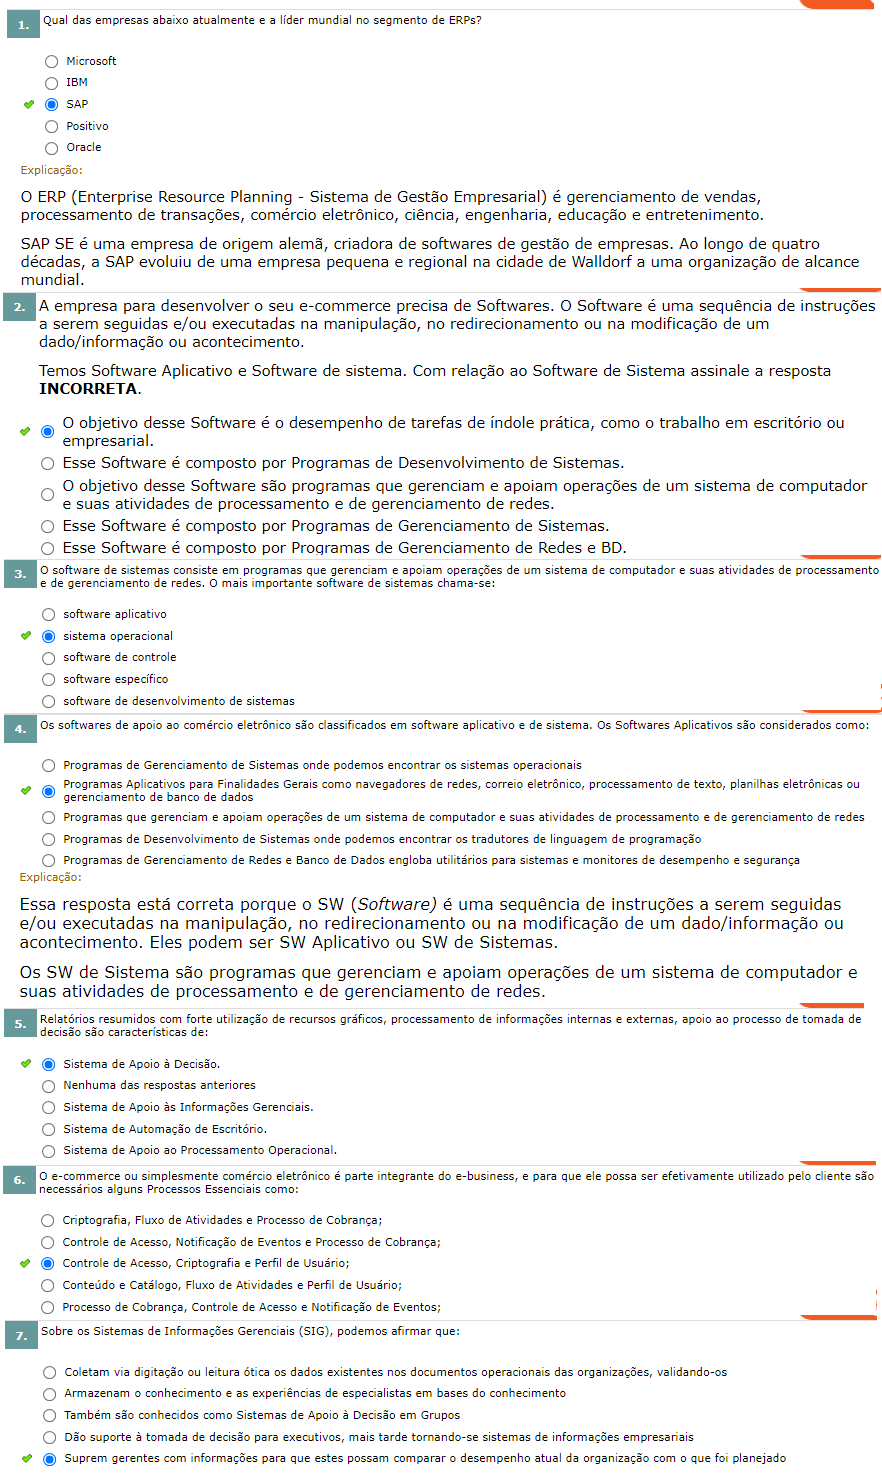 1. Qual das empresas abaixo atualmente e a líder mundial no segmento de ERPs?
Microsoft
IBM
SAP
Positivo
Oracle
Explicação:
O ERP (Enterprise Resource Planning - Sistema de Gestão Empresarial) é gerenciamento de vendas,
processamento de transações, comércio eletrônico, ciência, engenharia, educação e entretenimento.
SAP SE é uma empresa de origem alemã, criadora de softwares de gestão de empresas. Ao longo de quatro
décadas, a SAP evoluiu de uma empresa pequena e regional na cidade de Walldorf a uma organização de alcance
mundial.
2. A empresa para desenvolver o seu e-commerce precisa de Softwares. O Software é uma sequência de instruções
a serem seguidas e/ou executadas na manipulação, no redirecionamento ou na modificação de um
dado/informação ou acontecimento.
Temos Software Aplicativo e Software de sistema. Com relação ao Software de Sistema assinale a resposta
INCORRETA.
O objetivo desse Software é o desempenho de tarefas de índole prática, como o trabalho em escritório ou
empresarial.
Esse Software é composto por Programas de Desenvolvimento de Sistemas.
O objetivo desse Software são programas que gerenciam e apoiam operações de um sistema de computador
e suas atividades de processamento e de gerenciamento de redes.
Esse Software é composto por Programas de Gerenciamento de Sistemas.
Esse Software é composto por Programas de Gerenciamento de Redes e BD.
3. O software de sistemas consiste em programas que gerenciam e apoiam operações de um sistema de computador e suas atividades de processamento
e de gerenciamento de redes. O mais importante software de sistemas chama-se:
software aplicativo
sistema operacional
software de controle
software específico
software de desenvolvimento de sistemas
4. Os softwares de apoio ao comércio eletrônico são classificados em software aplicativo e de sistema. Os Softwares Aplicativos são considerados como:
Programas de Gerenciamento de Sistemas onde podemos encontrar os sistemas operacionais
Programas Aplicativos para Finalidades Gerais como navegadores de redes, correio eletrônico, processamento de texto, planilhas eletrônicas ou
gerenciamento de banco de dados
Programas que gerenciam e apoiam operações de um sistema de computador e suas atividades de processamento e de gerenciamento de redes
Programas de Desenvolvimento de Sistemas onde podemos encontrar os tradutores de linguagem de programação
Programas de Gerenciamento de Redes e Banco de Dados engloba utilitários para sistemas e monitores de desempenho e segurança
Explicação:
Essa resposta está correta porque o SW (Software) é uma sequência de instruções a serem seguidas
e/ou executadas na manipulação, no redirecionamento ou na modificação de um dado/informação ou
acontecimento. Eles podem ser SW Aplicativo ou SW de Sistemas.
Os SW de Sistema são programas que gerenciam e apoiam operações de um sistema de computador e
suas atividades de processamento e de gerenciamento de redes.
5. Relatórios resumidos com forte utilização de recursos gráficos, processamento de informações internas e externas, apoio ao processo de tomada de
decisão são características de:
Sistema de Apoio à Decisão.
Nenhuma das respostas anteriores
Sistema de Apoio às Informações Gerenciais.
Sistema de Automação de Escritório.
Sistema de Apoio ao Processamento Operacional.
6. O e-commerce ou simplesmente comércio eletrônico é parte integrante do e-business, e para que ele possa ser efetivamente utilizado pelo cliente são
necessários alguns Processos Essenciais como:
Criptografia, Fluxo de Atividades e Processo de Cobrança;
Controle de Acesso, Notificação de Eventos e Processo de Cobrança;
Controle de Acesso, Criptografia e Perfil de Usuário;
Conteúdo e Catálogo, Fluxo de Atividades e Perfil de Usuário;
Processo de Cobrança, Controle de Acesso e Notificação de Eventos;
7. Sobre os Sistemas de Informações Gerenciais (SIG), podemos afirmar que:
Coletam via digitação ou leitura ótica os dados existentes nos documentos operacionais das organizações, validando-os
Armazenam o conhecimento e as experiências de especialistas em bases do conhecimento
Também são conhecidos como Sistemas de Apoio à Decisão em Grupos
Dão suporte à tomada de decisão para executivos, mais tarde tornando-se sistemas de informações empresariais
Suprem gerentes com informações para que estes possam comparar o desempenho atual da organização com o que foi planejado